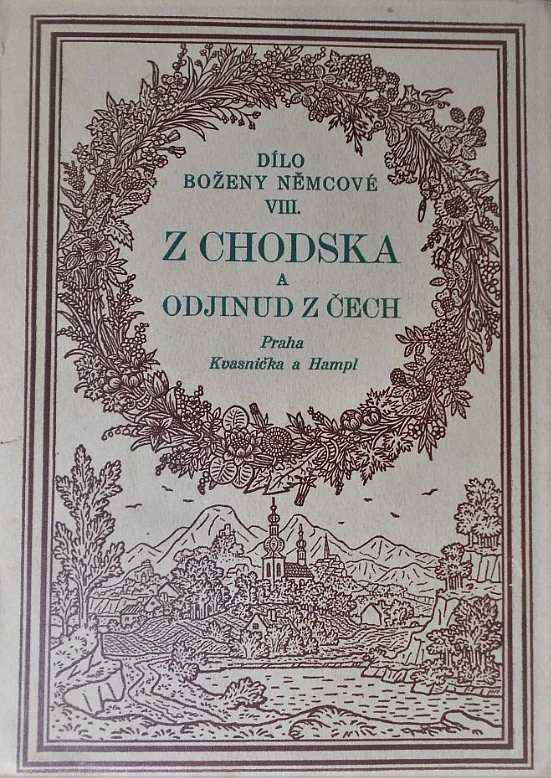 DÍLO
BOŽENY NĚMCOVÉ
VIII.
Z CHODSKA
A
ODJINUD Z ČECH
Praha
Kvasnička a Hampl